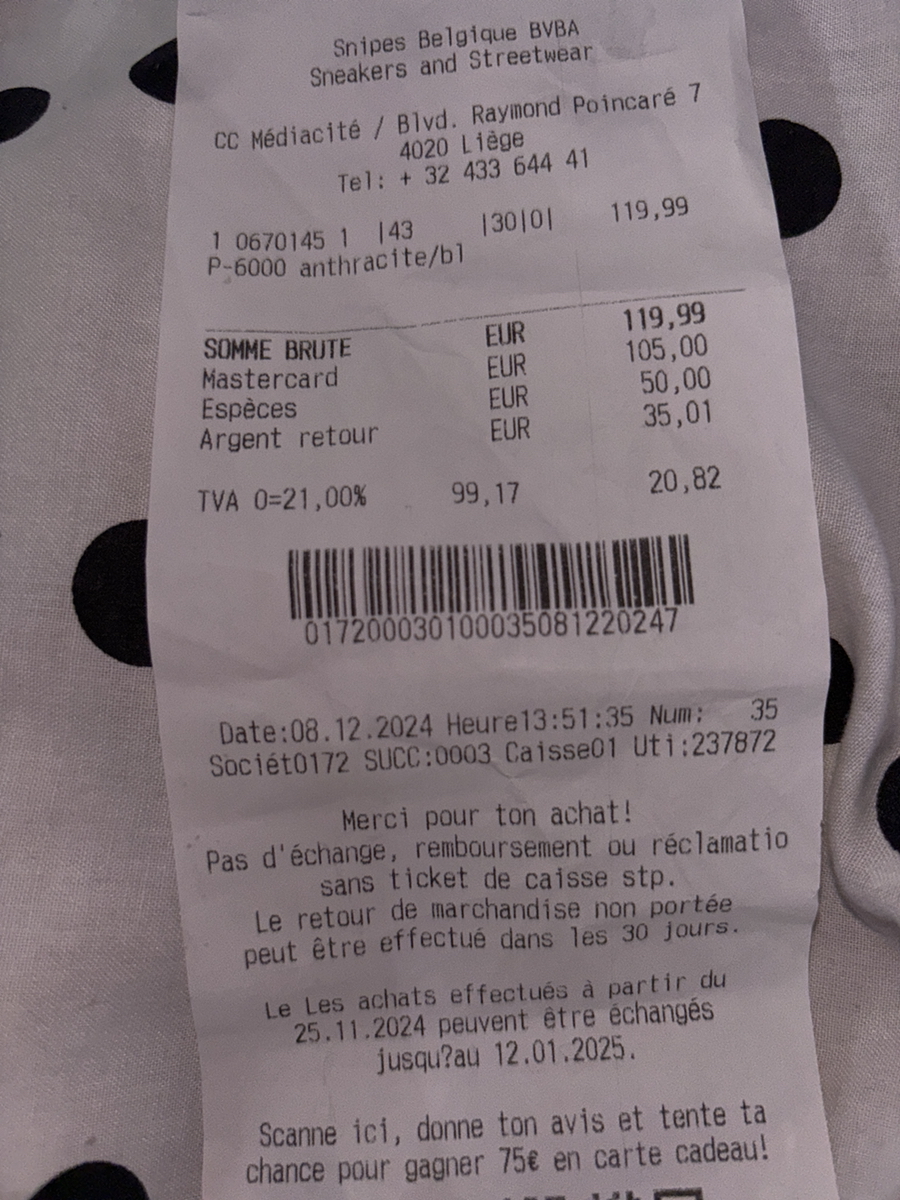 Snipes Belgique BVBA
Sneakers and Streetwear
CC Médiacité / Blvd. Raymond Poincaré 7
4020 Liège
Tel: + 32 433 644 41
1 0670145 1 |43 |30|0| 119,99
P-6000 anthracite/bl
SOMME BRUTE EUR 119,99
Mastercard EUR 105,00
Espèces EUR 50,00
Argent retour EUR 35,01
TVA 0=21,00% 99,17 20,82
0172000301000035081220247
Date:08.12.2024 Heure13:51:35 Num: 35
Sociét0172 SUCC:0003 Caisse01 Uti:237872
Merci pour ton achat!
Pas d'échange, remboursement ou réclamatio
sans ticket de caisse stp.
Le retour de marchandise non portée
peut être effectué dans les 30 jours.
Le Les achats effectués à partir du
25.11.2024 peuvent être échangés
jusqu?au 12.01.2025.
Scanne ici, donne ton avis et tente ta
chance pour gagner 75€ en carte cadeau!